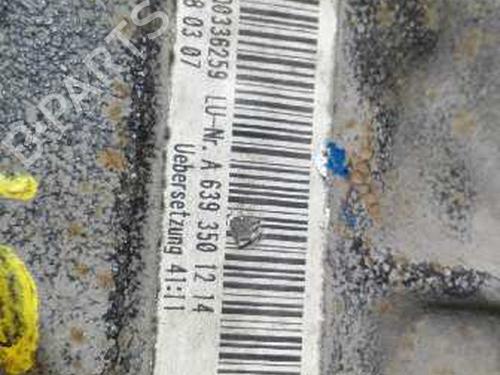 00336259 LU-Nr. A 639 350 12 14
8 03 07 Uebersetzung 41:11
B-PARTS